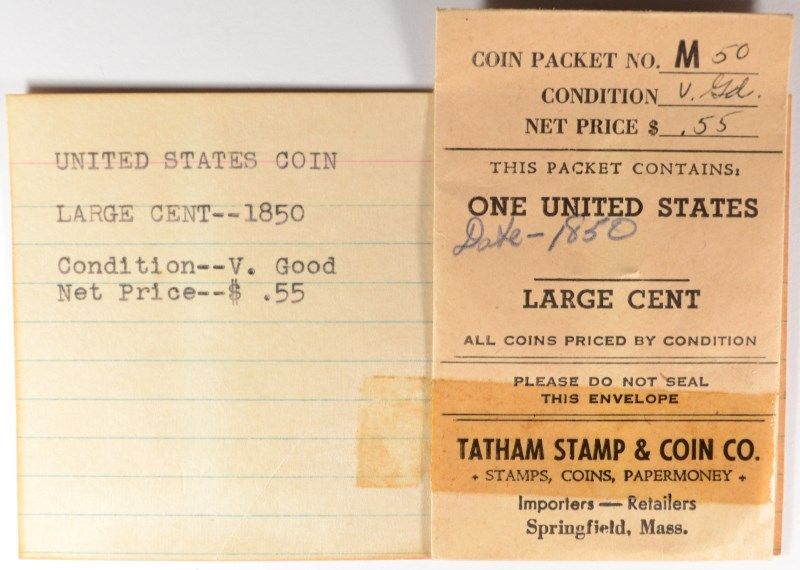 UNITED STATES COIN
LARGE CENT--1850
Condition--V. Good
Net Price--$ .55
COIN PACKET NO. M 50
CONDITION V. Gd.
NET PRICE $ .55
THIS PACKET CONTAINS:
ONE UNITED STATES
Date - 1850
LARGE CENT
ALL COINS PRICED BY CONDITION
PLEASE DO NOT SEAL
THIS ENVELOPE
TATHAM STAMP & COIN CO.
+ STAMPS, COINS, PAPERMONEY +
Importers — Retailers
Springfield, Mass.